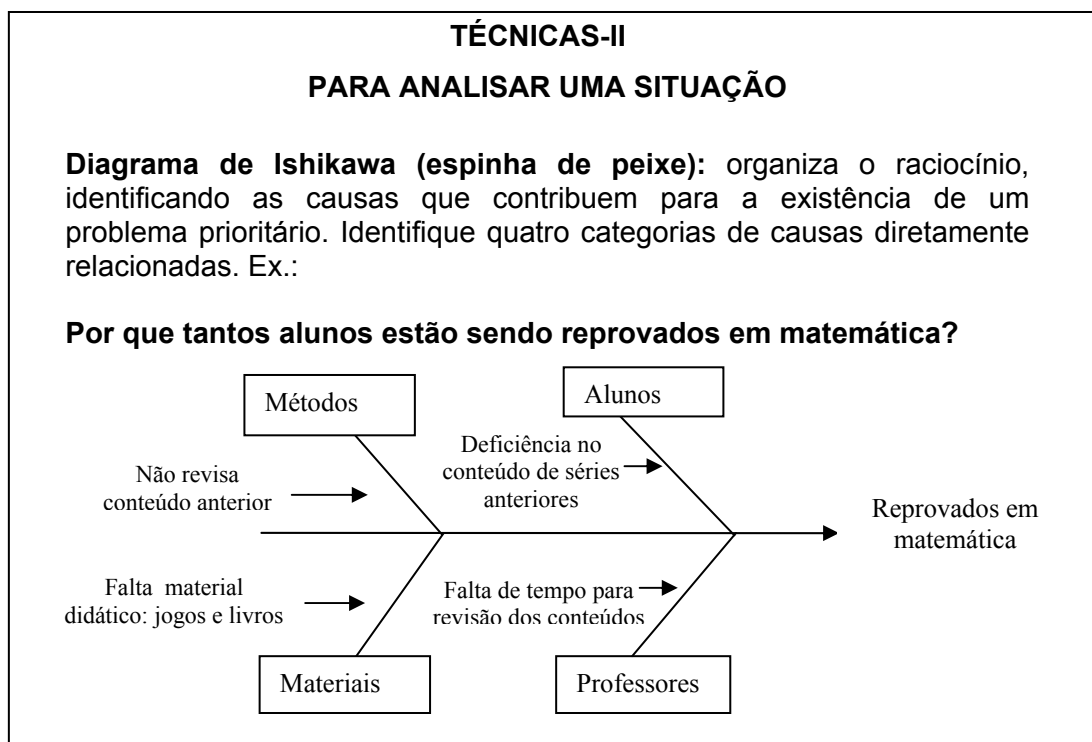 TÉCNICAS-II
PARA ANALISAR UMA SITUAÇÃO
Diagrama de Ishikawa (espinha de peixe): organiza o raciocínio,
identificando as causas que contribuem para a existência de um
problema prioritário. Identifique quatro categorias de causas diretamente
relacionadas. Ex.:
Por que tantos alunos estão sendo reprovados em matemática?
Métodos
Alunos
Não revisa
conteúdo anterior
Deficiência no
conteúdo de séries
anteriores
Reprovados em
matemática
Falta material
didático: jogos e livros
Falta de tempo para
revisão dos conteúdos
Materiais
Professores